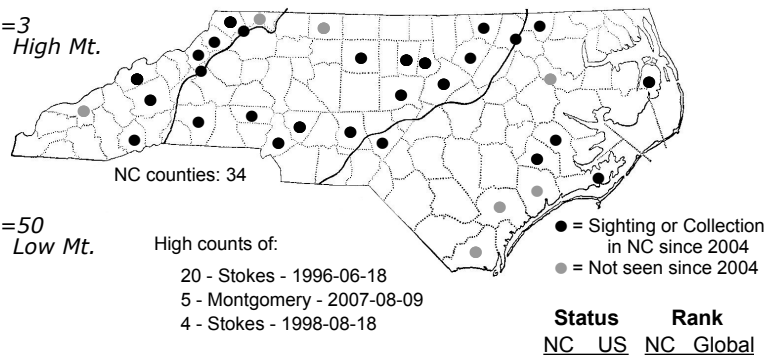 =3
High Mt.
NC counties: 34
=50
Low Mt.
High counts of:
20 - Stokes - 1996-06-18
5 - Montgomery - 2007-08-09
4 - Stokes - 1998-08-18
= Sighting or Collection
in NC since 2004
= Not seen since 2004
Status Rank
NC US NC Global